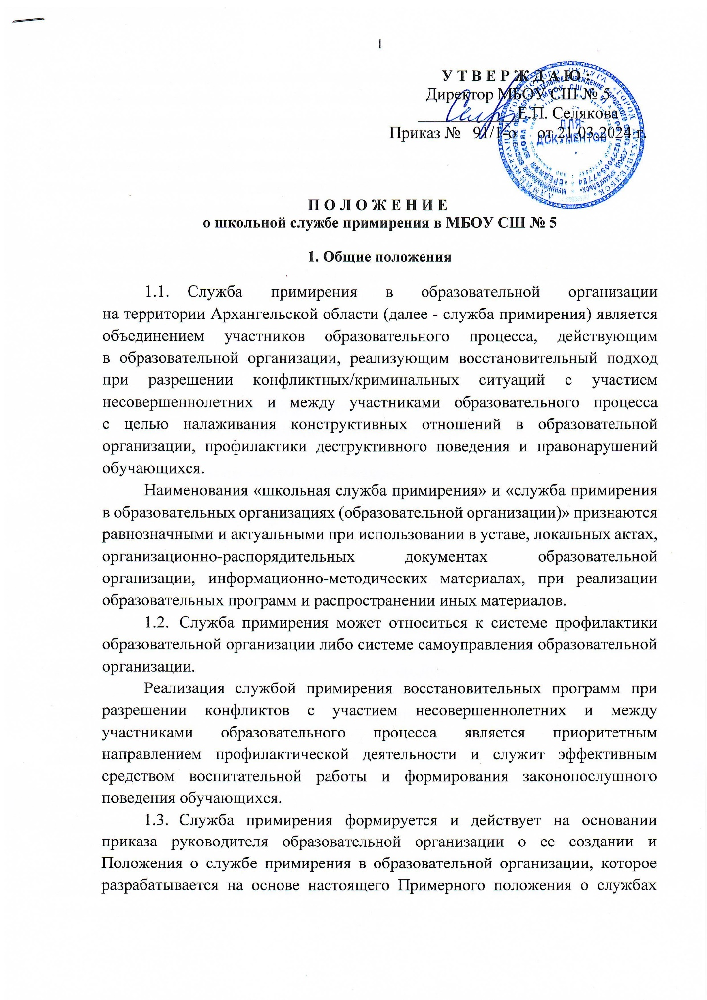 1
У Т В Е Р Ж Д А Ю :
Директор МБОУ СШ № 5
Е.П. Селякова
Приказ № 91/1-о от 21.03.2024 г.
ДЛЯ
ДОКУМЕНТОВ
П О Л О Ж Е Н И Е
о школьной службе примирения в МБОУ СШ № 5
1. Общие положения
1.1. Служба примирения в образовательной организации
на территории Архангельской области (далее - служба примирения) является
объединением участников образовательного процесса, действующим
в образовательной организации, реализующим восстановительный подход
при разрешении конфликтных/криминальных ситуаций с участием
несовершеннолетних и между участниками образовательного процесса
с целью налаживания конструктивных отношений в образовательной
организации, профилактики деструктивного поведения и правонарушений
обучающихся.
Наименования «школьная служба примирения» и «служба примирения
в образовательных организациях (образовательной организации)» признаются
равнозначными и актуальными при использовании в уставе, локальных актах,
организационно-распорядительных документах образовательной
организации, информационно-методических материалах, при реализации
образовательных программ и распространении иных материалов.
1.2. Служба примирения может относиться к системе профилактики
образовательной организации либо системе самоуправления образовательной
организации.
Реализация службой примирения восстановительных программ при
разрешении конфликтов с участием несовершеннолетних и между
участниками образовательного процесса является приоритетным
направлением профилактической деятельности и служит эффективным
средством воспитательной работы и формирования законопослушного
поведения обучающихся.
1.3. Служба примирения формируется и действует на основании
приказа руководителя образовательной организации о ее создании и
Положения о службе примирения в образовательной организации, которое
разрабатывается на основе настоящего Примерного положения о службах